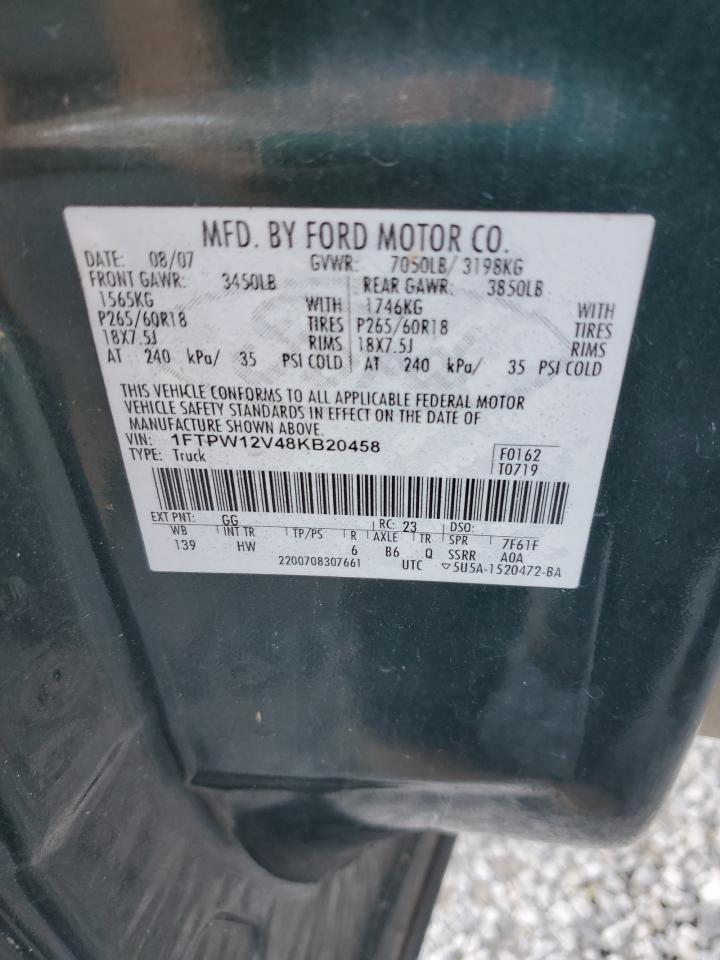 MFD. BY FORD MOTOR CO.
DATE: 08/07 GVWR: 7050LB/ 3198KG
FRONT GAWR: 3450LB REAR GAWR: 3850LB
1565KG WITH 1746KG WITH
P265/60R18 TIRES P265/60R18 TIRES
18X7.5J RIMS 18X7.5J RIMS
AT 240 kPa/ 35 PSI COLD AT 240 kPa/ 35 PSI COLD
THIS VEHICLE CONFORMS TO ALL APPLICABLE FEDERAL MOTOR
VEHICLE SAFETY STANDARDS IN EFFECT ON THE DATE OF
MANUFACTURE SHOWN ABOVE.
VIN: 1FTPW12V48KB20458 F0162
TYPE: Truck T0719
EXT PNT: GG RC: 23 DSO:
WB INT TR TP/PS R AXLE TR SPR 7F61F
139 HW 6 B6 Q SSRR A0A
2200708307661 UTC ▽5U5A-1520472-BA